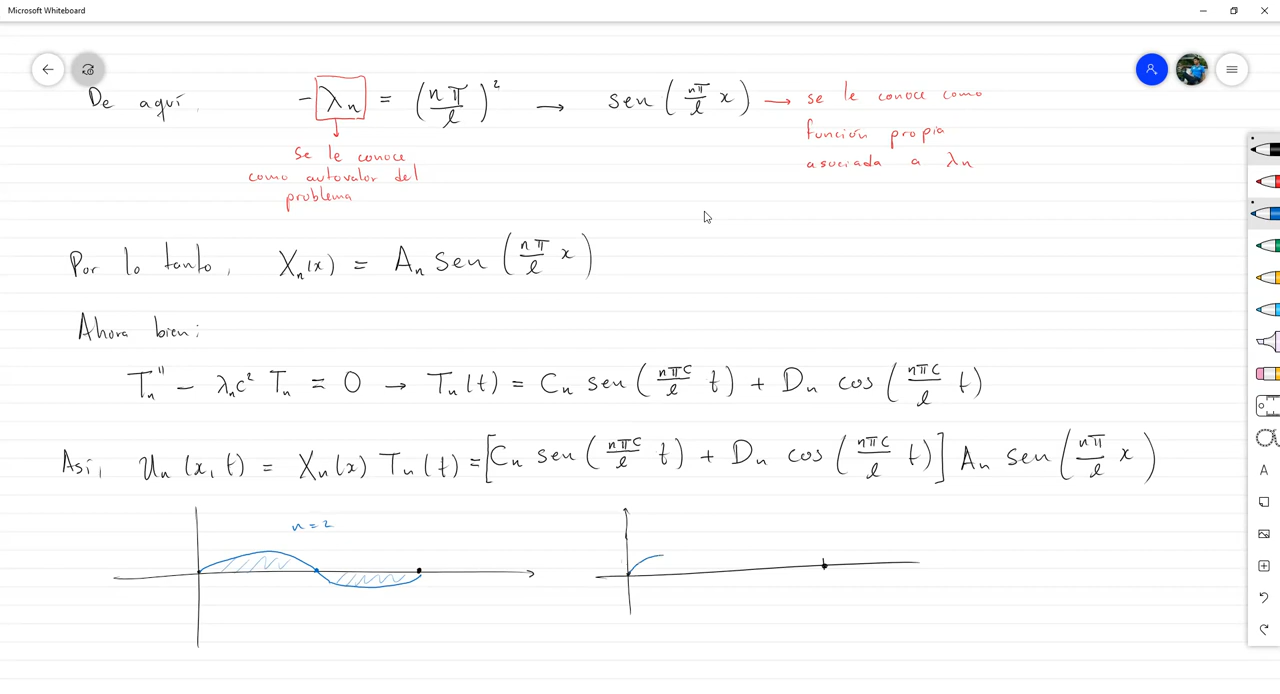 Microsoft Whiteboard
De aquí, -λₙ = (nπ/ℓ)² → sen (nπ/ℓ x) → se le conoce como
función propia
asociada a λₙ
Se le conoce
como autovalor del
problema
Por lo tanto, Xₙ(x) = Aₙ sen (nπ/ℓ x)
Ahora bien;
Tₙ'' - λₙc² Tₙ = 0 → Tₙ(t) = Cₙ sen (nπc/ℓ t) + Dₙ cos (nπc/ℓ t)
Así, uₙ(x,t) = Xₙ(x) Tₙ(t) = [Cₙ sen (nπc/ℓ t) + Dₙ cos (nπc/ℓ t)] Aₙ sen (nπ/ℓ x)
n = 2
A